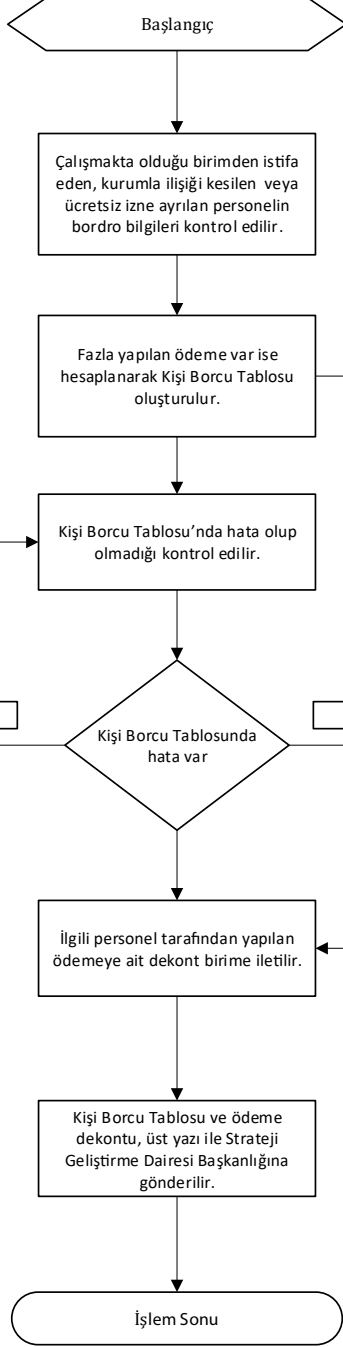 Başlangıç
Çalışmakta olduğu birimden istifa
eden, kurumla ilişiği kesilen veya
ücretsiz izne ayrılan personelin
bordro bilgileri kontrol edilir.
Fazla yapılan ödeme var ise
hesaplanarak Kişi Borcu Tablosu
oluşturulur.
Kişi Borcu Tablosu’nda hata olup
olmadığı kontrol edilir.
Kişi Borcu Tablosunda
hata var
İlgili personel tarafından yapılan
ödemeye ait dekont birime iletilir.
Kişi Borcu Tablosu ve ödeme
dekontu, üst yazı ile Strateji
Geliştirme Dairesi Başkanlığına
gönderilir.
İşlem Sonu